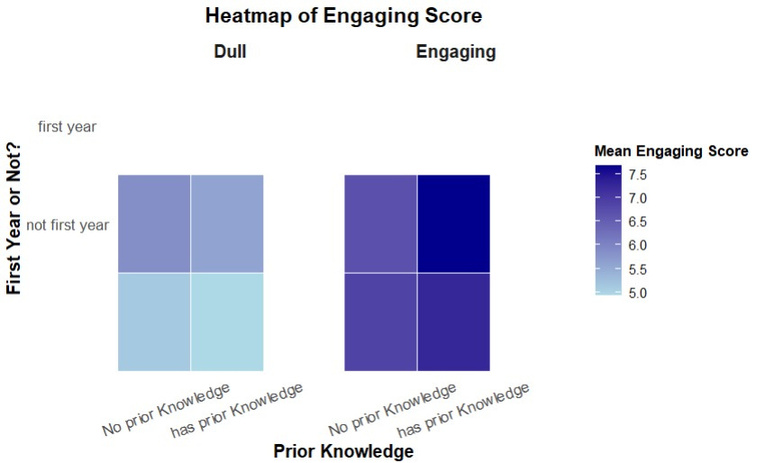 Heatmap of Engaging Score
Dull
Engaging
first year
not first year
First Year or Not?
No prior Knowledge
has prior Knowledge
No prior Knowledge
has prior Knowledge
Prior Knowledge
Mean Engaging Score
7.5
7.0
6.5
6.0
5.5
5.0